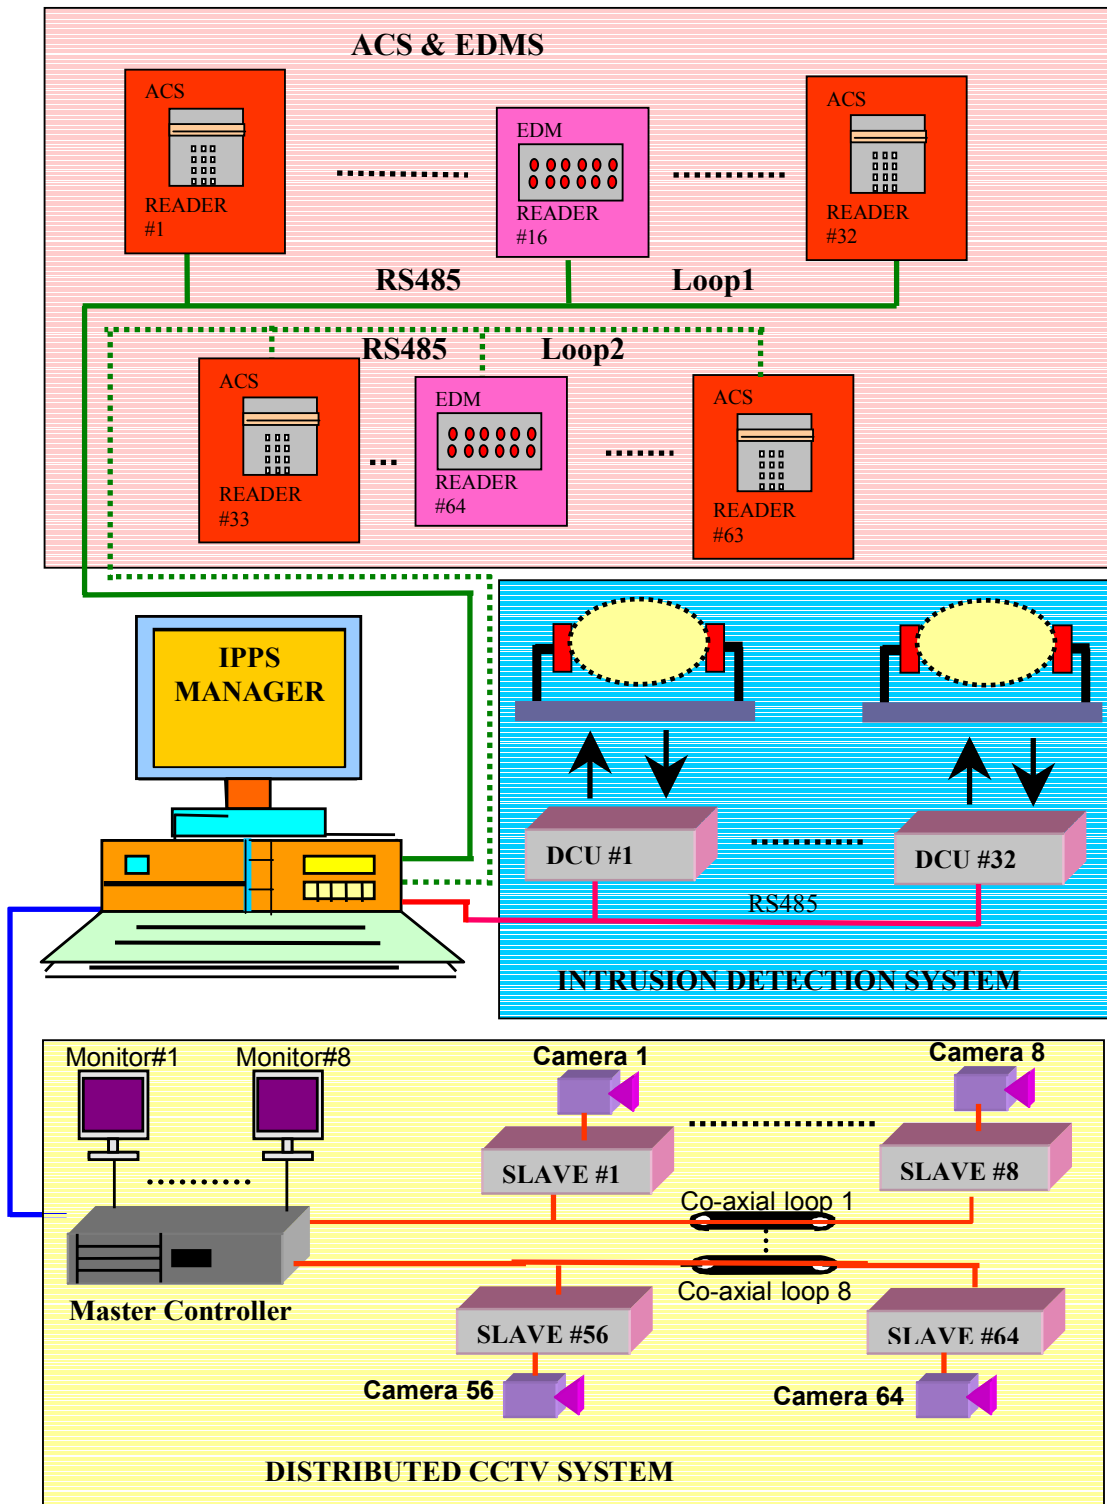 ACS & EDMS
ACS
READER
#1
EDM
READER
#16
ACS
READER
#32
RS485
Loop1
RS485
Loop2
ACS
READER
#33
EDM
READER
#64
ACS
READER
#63
IPPS
MANAGER
DCU #1
DCU #32
RS485
INTRUSION DETECTION SYSTEM
Monitor#1
Monitor#8
Camera 1
Camera 8
SLAVE #1
SLAVE #8
Co-axial loop 1
Co-axial loop 8
Master Controller
SLAVE #56
SLAVE #64
Camera 56
Camera 64
DISTRIBUTED CCTV SYSTEM